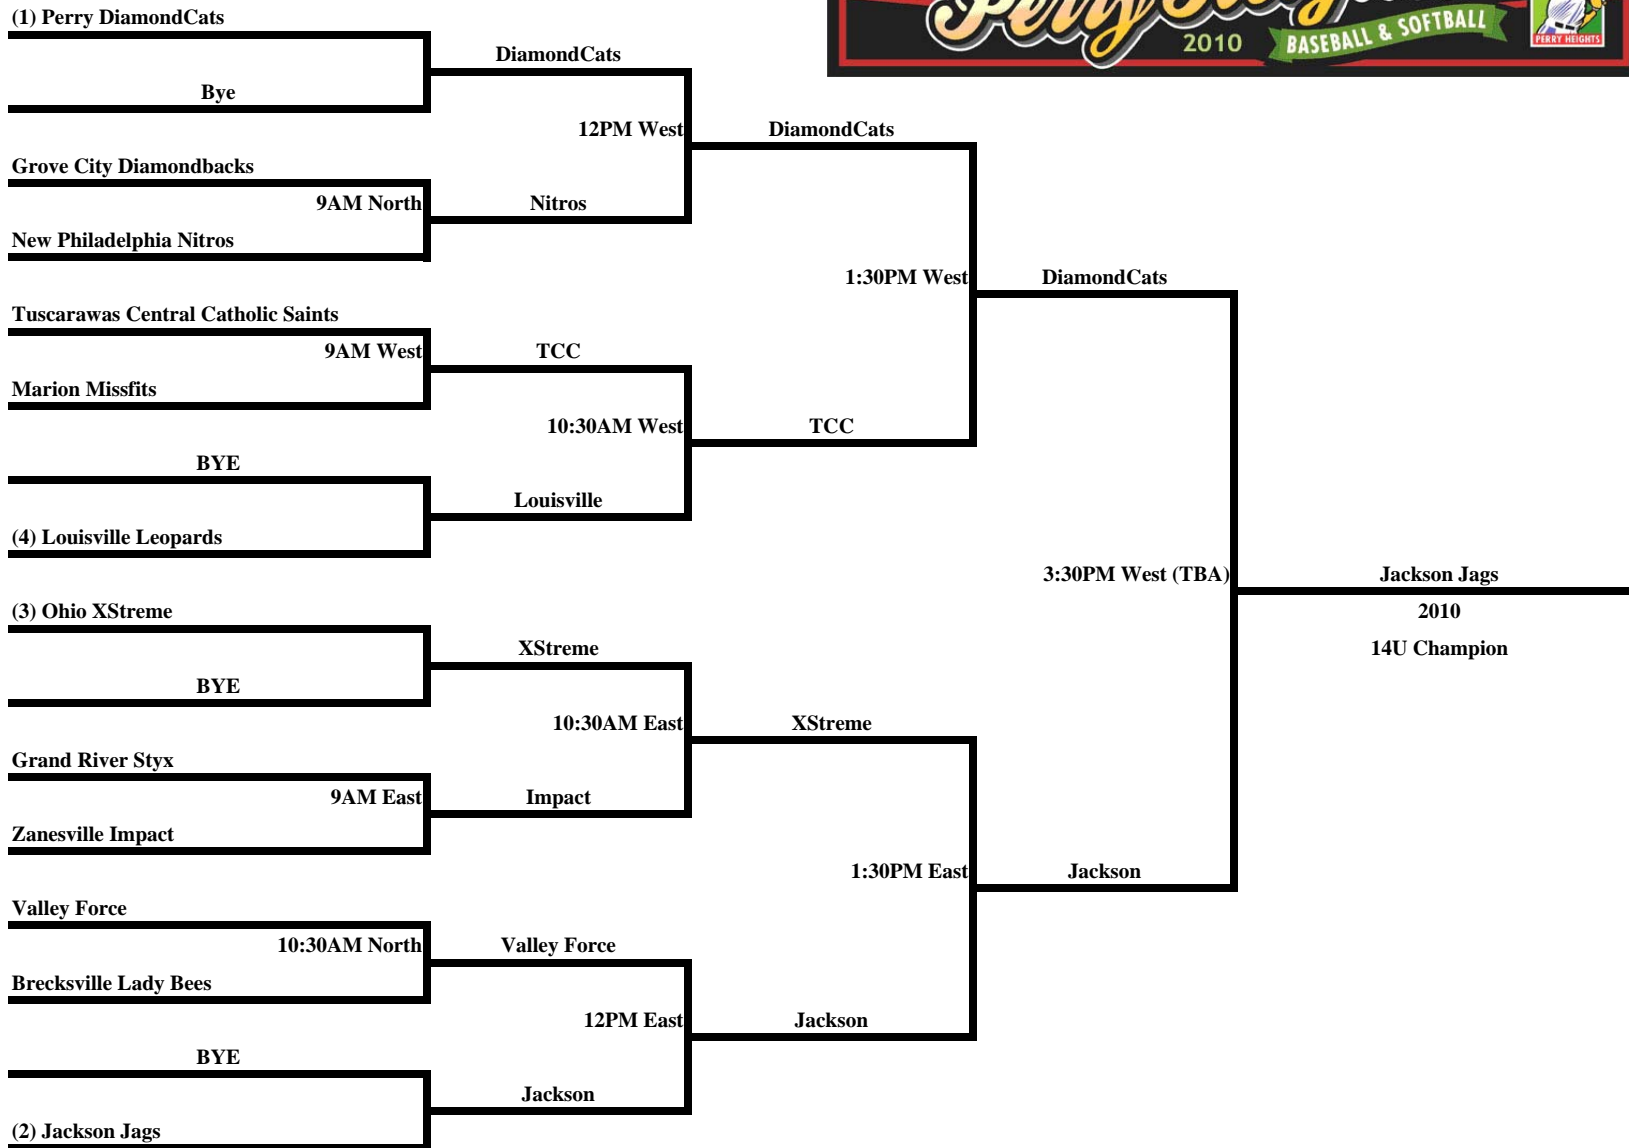 (1) Perry DiamondCats
2010
BASEBALL & SOFTBALL
PERRY HEIGHTS
DiamondCats
Bye
12PM West
DiamondCats
Grove City Diamondbacks
9AM North
Nitros
New Philadelphia Nitros
1:30PM West
DiamondCats
Tuscarawas Central Catholic Saints
9AM West
TCC
Marion Missfits
10:30AM West
TCC
BYE
Louisville
(4) Louisville Leopards
3:30PM West (TBA)
Jackson Jags
2010
14U Champion
(3) Ohio XStreme
XStreme
BYE
10:30AM East
XStreme
Grand River Styx
9AM East
Impact
Zanesville Impact
1:30PM East
Jackson
Valley Force
10:30AM North
Valley Force
Brecksville Lady Bees
12PM East
Jackson
BYE
Jackson
(2) Jackson Jags